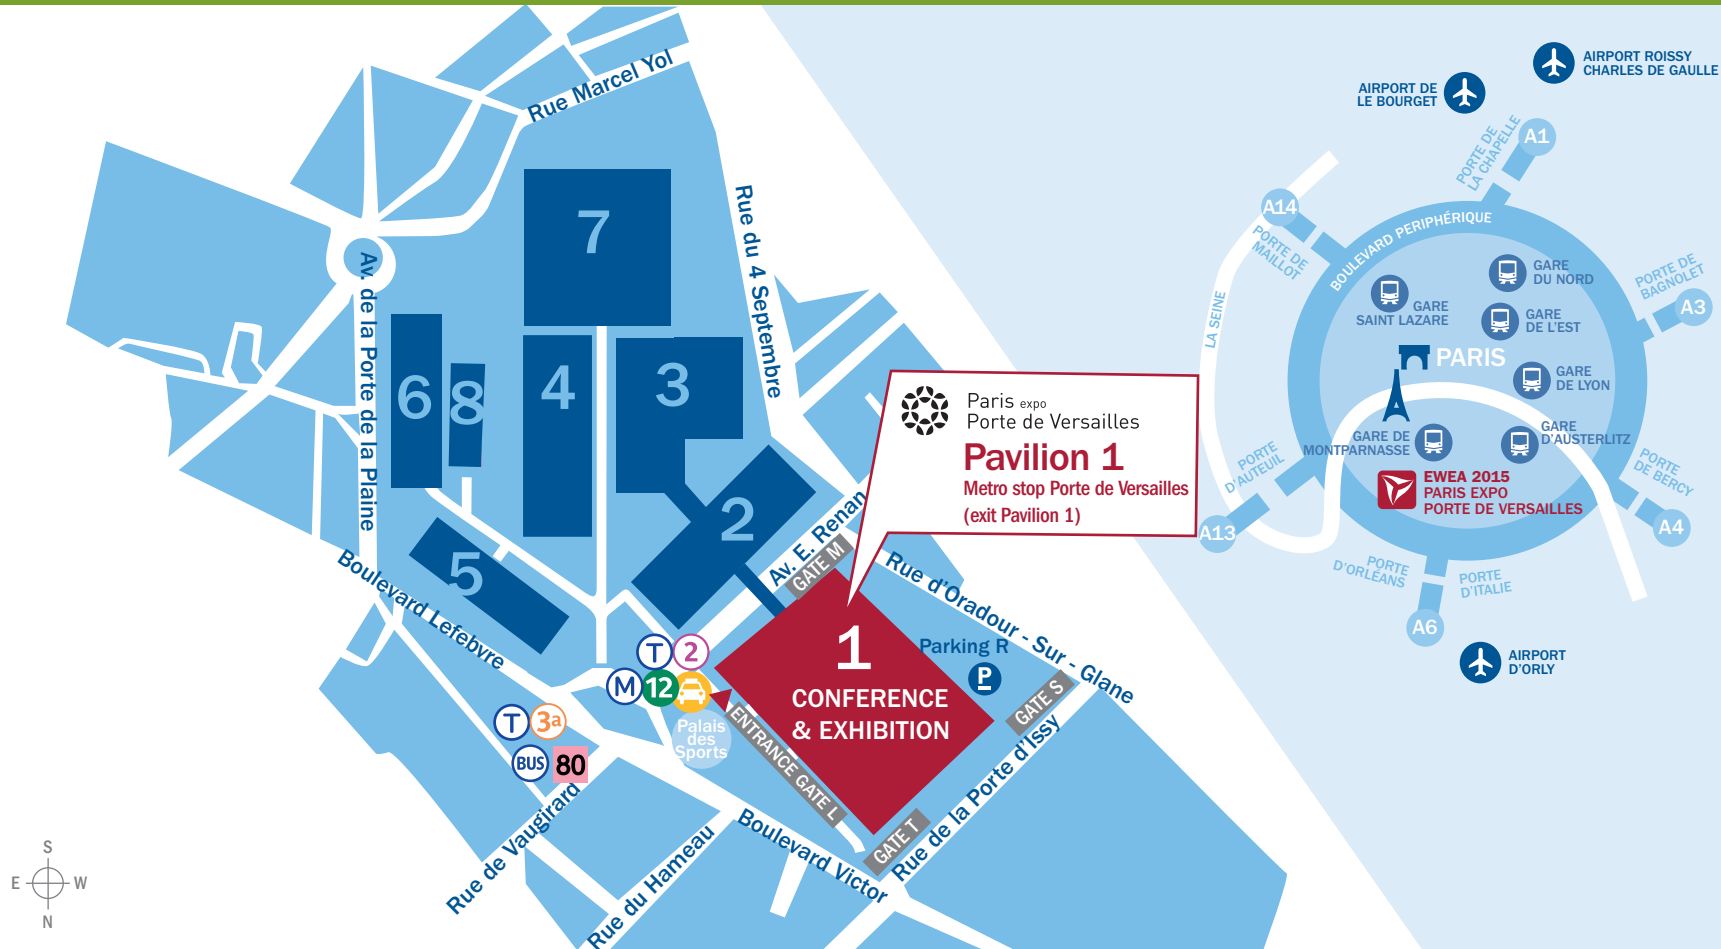 Rue Marcel Yol
Rue du 4 Septembre
Av. de la Porte de la Plaine
7
6
8
4
3
2
5
Boulevard Lefebvre
Av. E. Renan
GATE M
Paris expo
Porte de Versailles
Pavilion 1
Metro stop Porte de Versailles
(exit Pavilion 1)
Rue d'Oradour - Sur - Glane
Parking R
P
1
CONFERENCE
& EXHIBITION
GATE S
Rue de la Porte d'Issy
GATE T
ENTRANCE GATE L
T 2
M 12
Palais
des
Sports
T 3a
BUS 80
Rue de Vaugirard
Rue du Hameau
Boulevard Victor
S
E W
N
AIRPORT ROISSY
CHARLES DE GAULLE
AIRPORT DE
LE BOURGET
PORTE DE
LA CHAPELLE
A1
A14
PORTE DE
MAILLOT
BOULEVARD PERIPHÉRIQUE
LA SEINE
GARE
DU NORD
GARE
SAINT LAZARE
GARE
DE L'EST
PORTE DE
BAGNOLET
A3
PARIS
GARE
DE LYON
GARE DE
MONTPARNASSE
GARE
D'AUSTERLITZ
PORTE
D'AUTEUIL
A13
EWEA 2015
PARIS EXPO
PORTE DE VERSAILLES
PORTE
DE BERCY
A4
PORTE
D'ORLÉANS
PORTE
D'ITALIE
A6
AIRPORT
D'ORLY